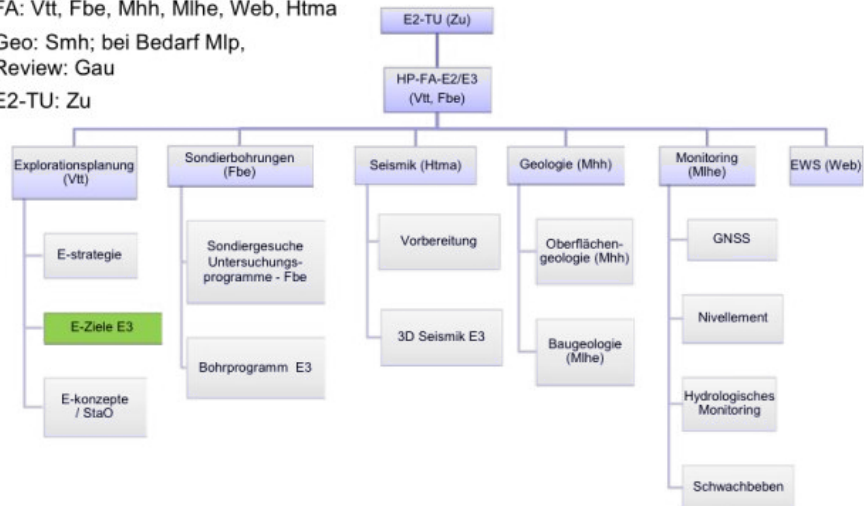 FA: Vtt, Fbe, Mhh, Mlhe, Web, Htma
Geo: Smh; bei Bedarf Mlp,
Review: Gau
E2-TU: Zu
E2-TU (Zu)
HP-FA-E2/E3
(Vtt, Fbe)
Explorationsplanung
(Vtt)
Sondierbohrungen
(Fbe)
Seismik (Htma)
Geologie (Mhh)
Monitoring
(Mlhe)
EWS (Web)
E-strategie
E-Ziele E3
E-konzepte
/ StaO
Sondiergesuche
Untersuchungs-
programme - Fbe
Bohrprogramm E3
Vorbereitung
3D Seismik E3
Oberflächen-
geologie (Mhh)
Baugeologie
(Mlhe)
GNSS
Nivellement
Hydrologisches
Monitoring
Schwachbeben